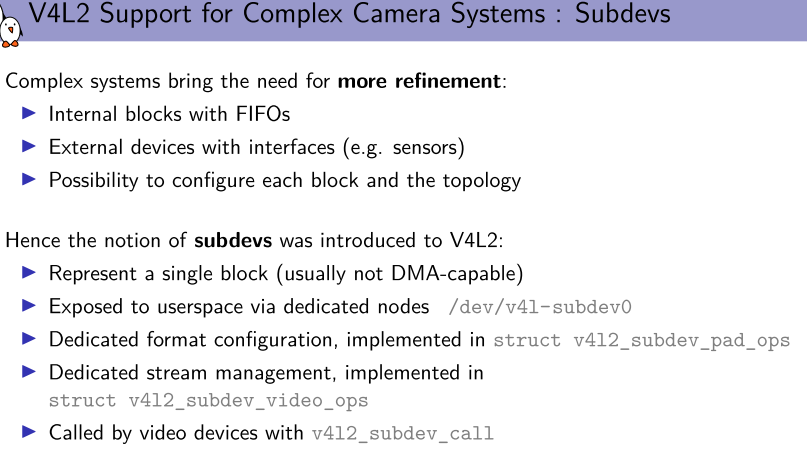 V4L2 Support for Complex Camera Systems : Subdevs
Complex systems bring the need for more refinement:
▶ Internal blocks with FIFOs
▶ External devices with interfaces (e.g. sensors)
▶ Possibility to configure each block and the topology
Hence the notion of subdevs was introduced to V4L2:
▶ Represent a single block (usually not DMA-capable)
▶ Exposed to userspace via dedicated nodes /dev/v4l-subdev0
▶ Dedicated format configuration, implemented in struct v4l2_subdev_pad_ops
▶ Dedicated stream management, implemented in
struct v4l2_subdev_video_ops
▶ Called by video devices with v4l2_subdev_call